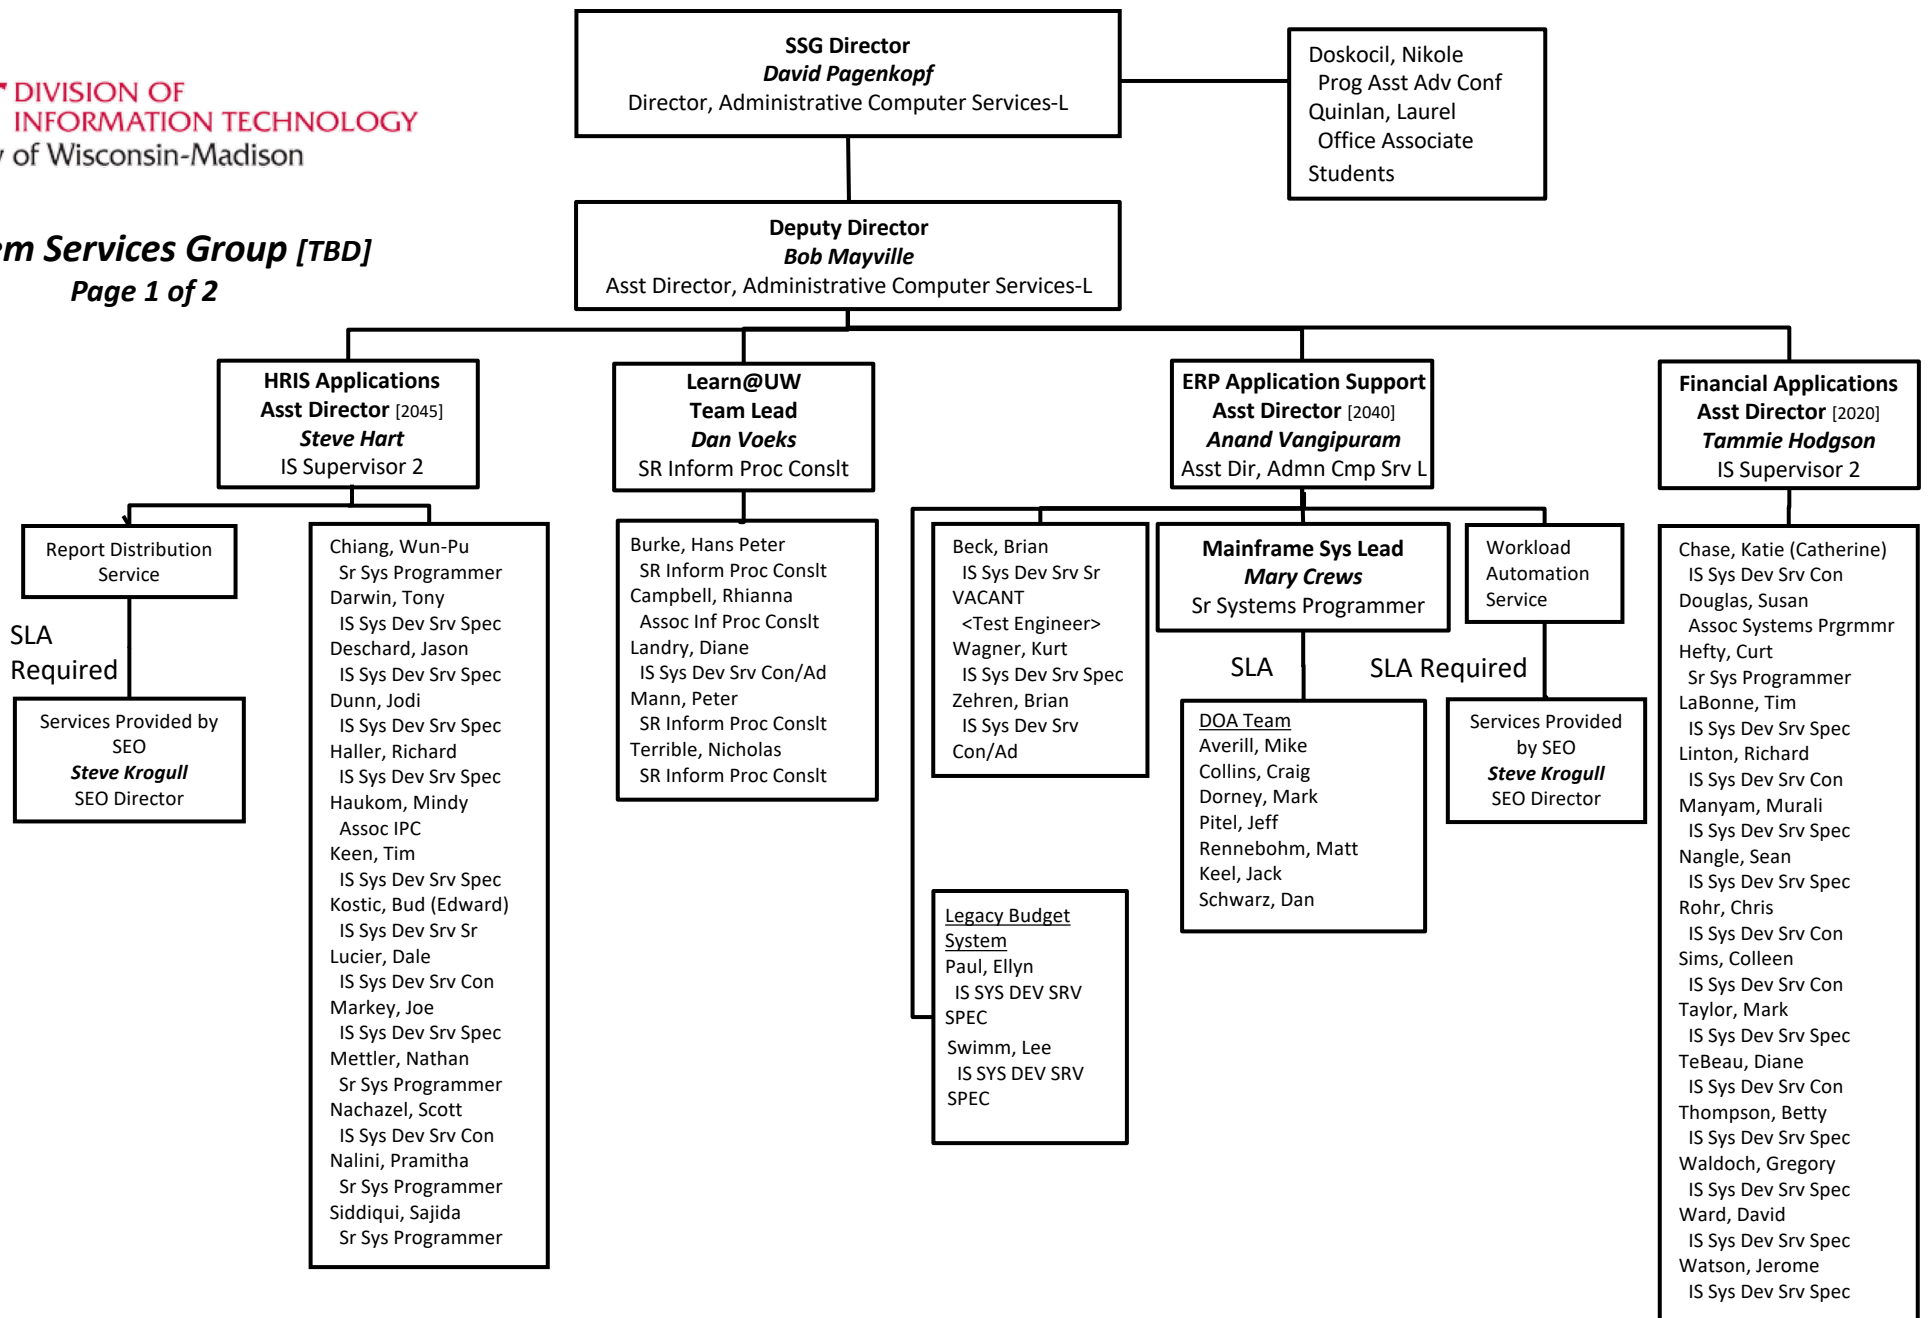 DIVISION OF
INFORMATION TECHNOLOGY
of Wisconsin-Madison
Services Group [TBD]
Page 1 of 2
SSG Director
David Pagenkopf
Director, Administrative Computer Services-L
Doskocil, Nikole
Prog Asst Adv Conf
Quinlan, Laurel
Office Associate
Students
Deputy Director
Bob Mayville
Asst Director, Administrative Computer Services-L
HRIS Applications
Asst Director [2045]
Steve Hart
IS Supervisor 2
Learn@UW
Team Lead
Dan Voeks
SR Inform Proc Conslt
ERP Application Support
Asst Director [2040]
Anand Vangipuram
Asst Dir, Admn Cmp Srv L
Financial Applications
Asst Director [2020]
Tammie Hodgson
IS Supervisor 2
Report Distribution
Service
SLA
Required
Services Provided by
SEO
Steve Krogull
SEO Director
Chiang, Wun-Pu
Sr Sys Programmer
Darwin, Tony
IS Sys Dev Srv Spec
Deschard, Jason
IS Sys Dev Srv Spec
Dunn, Jodi
IS Sys Dev Srv Spec
Haller, Richard
IS Sys Dev Srv Spec
Haukom, Mindy
Assoc IPC
Keen, Tim
IS Sys Dev Srv Spec
Kostic, Bud (Edward)
IS Sys Dev Srv Sr
Lucier, Dale
IS Sys Dev Srv Con
Markey, Joe
IS Sys Dev Srv Spec
Mettler, Nathan
Sr Sys Programmer
Nachazel, Scott
IS Sys Dev Srv Con
Nalini, Pramitha
Sr Sys Programmer
Siddiqui, Sajida
Sr Sys Programmer
Burke, Hans Peter
SR Inform Proc Conslt
Campbell, Rhianna
Assoc Inf Proc Conslt
Landry, Diane
IS Sys Dev Srv Con/Ad
Mann, Peter
SR Inform Proc Conslt
Terrible, Nicholas
SR Inform Proc Conslt
Beck, Brian
IS Sys Dev Srv Sr
VACANT
<Test Engineer>
Wagner, Kurt
IS Sys Dev Srv Spec
Zehren, Brian
IS Sys Dev Srv
Con/Ad
Legacy Budget
System
Paul, Ellyn
IS SYS DEV SRV
SPEC
Swimm, Lee
IS SYS DEV SRV
SPEC
Mainframe Sys Lead
Mary Crews
Sr Systems Programmer
SLA
DOA Team
Averill, Mike
Collins, Craig
Dorney, Mark
Pitel, Jeff
Rennebohm, Matt
Keel, Jack
Schwarz, Dan
Workload
Automation
Service
SLA Required
Services Provided
by SEO
Steve Krogull
SEO Director
Chase, Katie (Catherine)
IS Sys Dev Srv Con
Douglas, Susan
Assoc Systems Prgrmmr
Hefty, Curt
Sr Sys Programmer
LaBonne, Tim
IS Sys Dev Srv Spec
Linton, Richard
IS Sys Dev Srv Con
Manyam, Murali
IS Sys Dev Srv Spec
Nangle, Sean
IS Sys Dev Srv Spec
Rohr, Chris
IS Sys Dev Srv Con
Sims, Colleen
IS Sys Dev Srv Con
Taylor, Mark
IS Sys Dev Srv Spec
TeBeau, Diane
IS Sys Dev Srv Con
Thompson, Betty
IS Sys Dev Srv Spec
Waldoch, Gregory
IS Sys Dev Srv Spec
Ward, David
IS Sys Dev Srv Spec
Watson, Jerome
IS Sys Dev Srv Spec